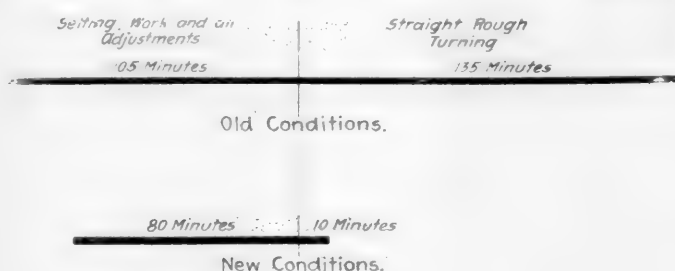 Setting Work and all
Adjustments
Straight Rough
Turning
105 Minutes
135 Minutes
Old Conditions.
80 Minutes
10 Minutes
New Conditions.